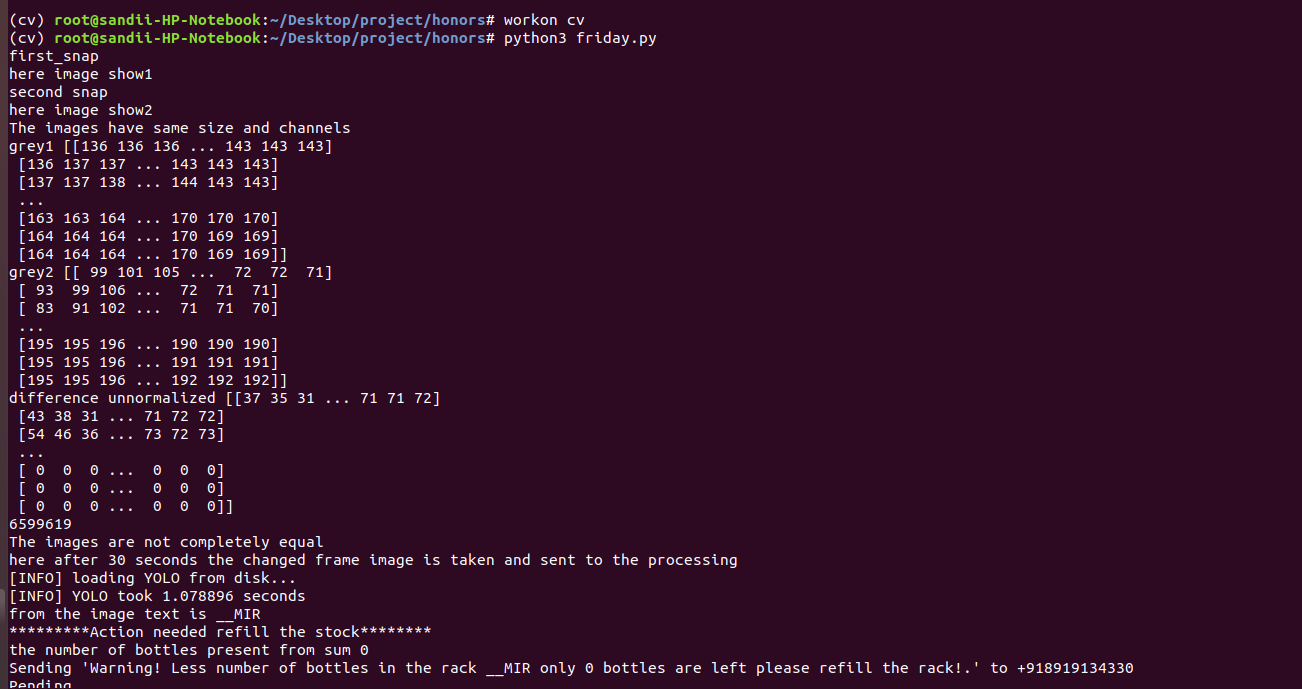 (cv) root@sandii-HP-Notebook:~/Desktop/project/honors# workon cv
(cv) root@sandii-HP-Notebook:~/Desktop/project/honors# python3 friday.py
first_snap
here image show1
second snap
here image show2
The images have same size and channels
grey1 [[136 136 136 ... 143 143 143]
 [136 137 137 ... 143 143 143]
 [137 137 138 ... 144 143 143]
 ...
 [163 163 164 ... 170 170 170]
 [164 164 164 ... 170 169 169]
 [164 164 164 ... 170 169 169]]
grey2 [[ 99 101 105 ...  72  72  71]
 [ 93  99 106 ...  72  71  71]
 [ 83  91 102 ...  71  71  70]
 ...
 [195 195 196 ... 190 190 190]
 [195 195 196 ... 191 191 191]
 [195 195 196 ... 192 192 192]]
difference unnormalized [[37 35 31 ... 71 71 72]
 [43 38 31 ... 71 72 72]
 [54 46 36 ... 73 72 73]
 ...
 [ 0  0  0 ...  0  0  0]
 [ 0  0  0 ...  0  0  0]
 [ 0  0  0 ...  0  0  0]]
6599619
The images are not completely equal
here after 30 seconds the changed frame image is taken and sent to the processing
[INFO] loading YOLO from disk...
[INFO] YOLO took 1.078896 seconds
from the image text is __MIR
*********Action needed refill the stock********
the number of bottles present from sum 0
Sending 'Warning! Less number of bottles in the rack __MIR only 0 bottles are left please refill the rack!.' to +918919134330
Pending